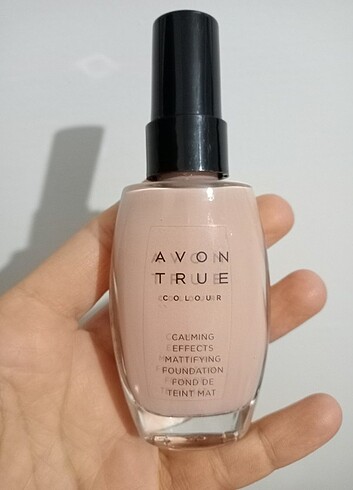 AVON
TRUE
COLOUR
CALMING
EFFECTS
MATTIFYING
FOUNDATION
FOND DE
TEINT MAT